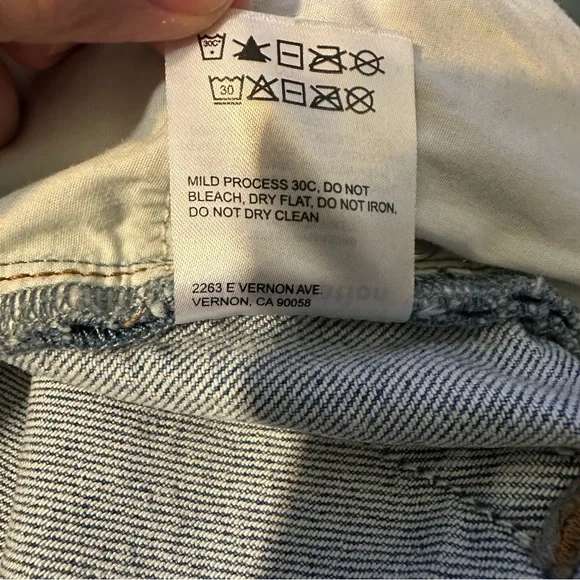 30C
30
MILD PROCESS 30C, DO NOT
BLEACH, DRY FLAT, DO NOT IRON,
DO NOT DRY CLEAN
2263 E VERNON AVE.
VERNON, CA 90058